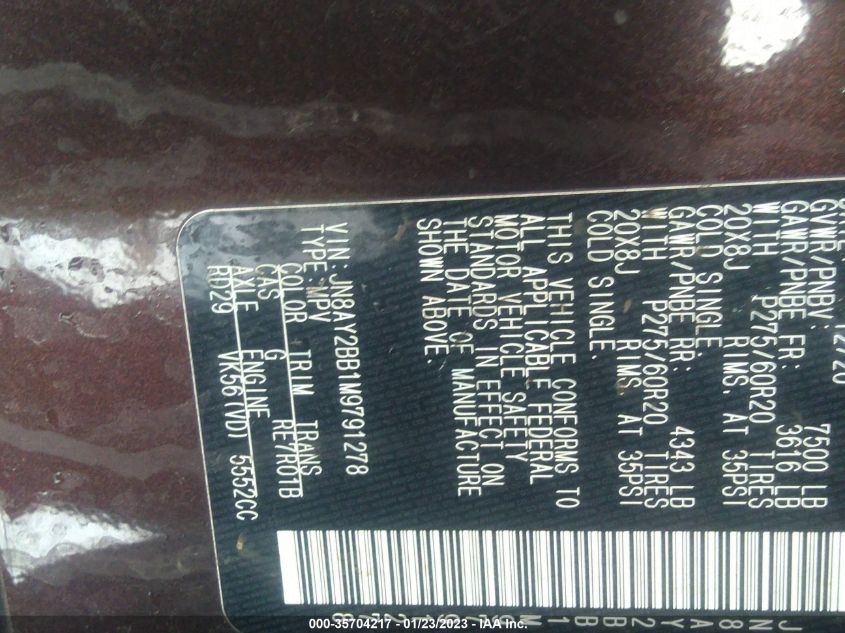 12/20
GVWR/PNBV: 7500 LB
GAWR/PNBE FR: 3616 LB
WITH P275/60R20 TIRES
20X8J RIMS, AT 35PSI
COLD SINGLE.
GAWR/PNBE RR: 4343 LB
WITH P275/60R20 TIRES
20X8J RIMS AT 35PSI
COLD SINGLE.
THIS VEHICLE CONFORMS TO
ALL APPLICABLE FEDERAL
MOTOR VEHICLE SAFETY
STANDARDS IN EFFECT ON
THE DATE OF MANUFACTURE
SHOWN ABOVE.
VIN:JN8AY2BB1M9791278
TYPE:MPV
COLOR TRIM TRANS
CAS G RE7R01B
AXLE ENGINE
RD29 VK56(VD) 5552CC
000-35704217 - 01/23/2023 - IAA Inc.